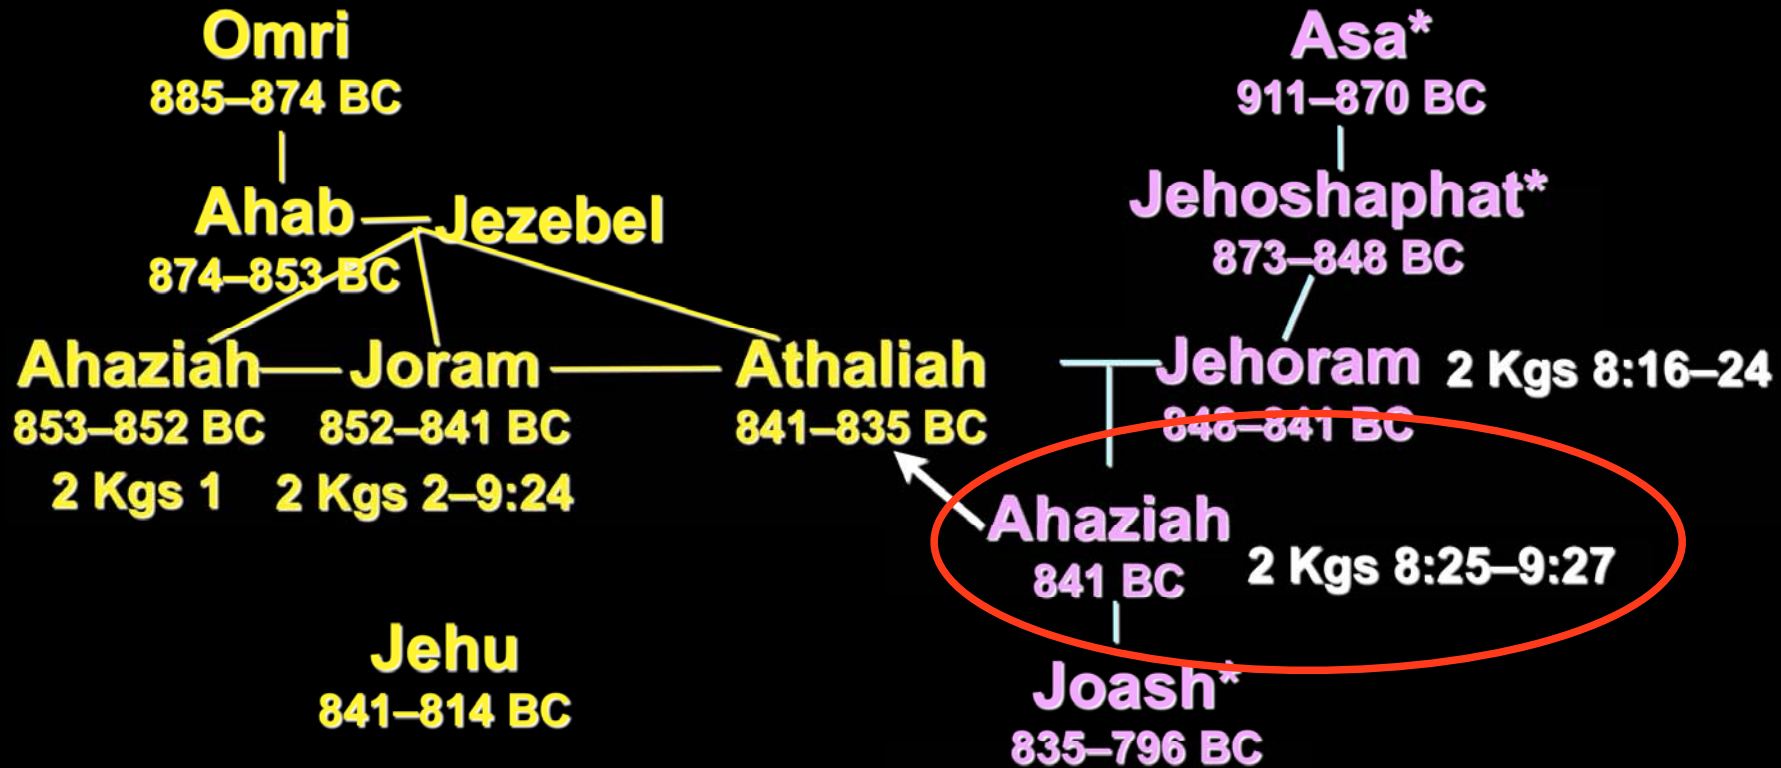 Omri
885–874 BC
Asa*
911–870 BC
Ahab
Jezebel
874–853 BC
Jehoshaphat*
873–848 BC
Ahaziah
853–852 BC
2 Kgs 1
Joram
852–841 BC
2 Kgs 2–9:24
Athaliah
841–835 BC
Jehoram
848–841 BC
2 Kgs 8:16–24
Ahaziah
841 BC
2 Kgs 8:25–9:27
Jehu
841–814 BC
Joash*
835–796 BC